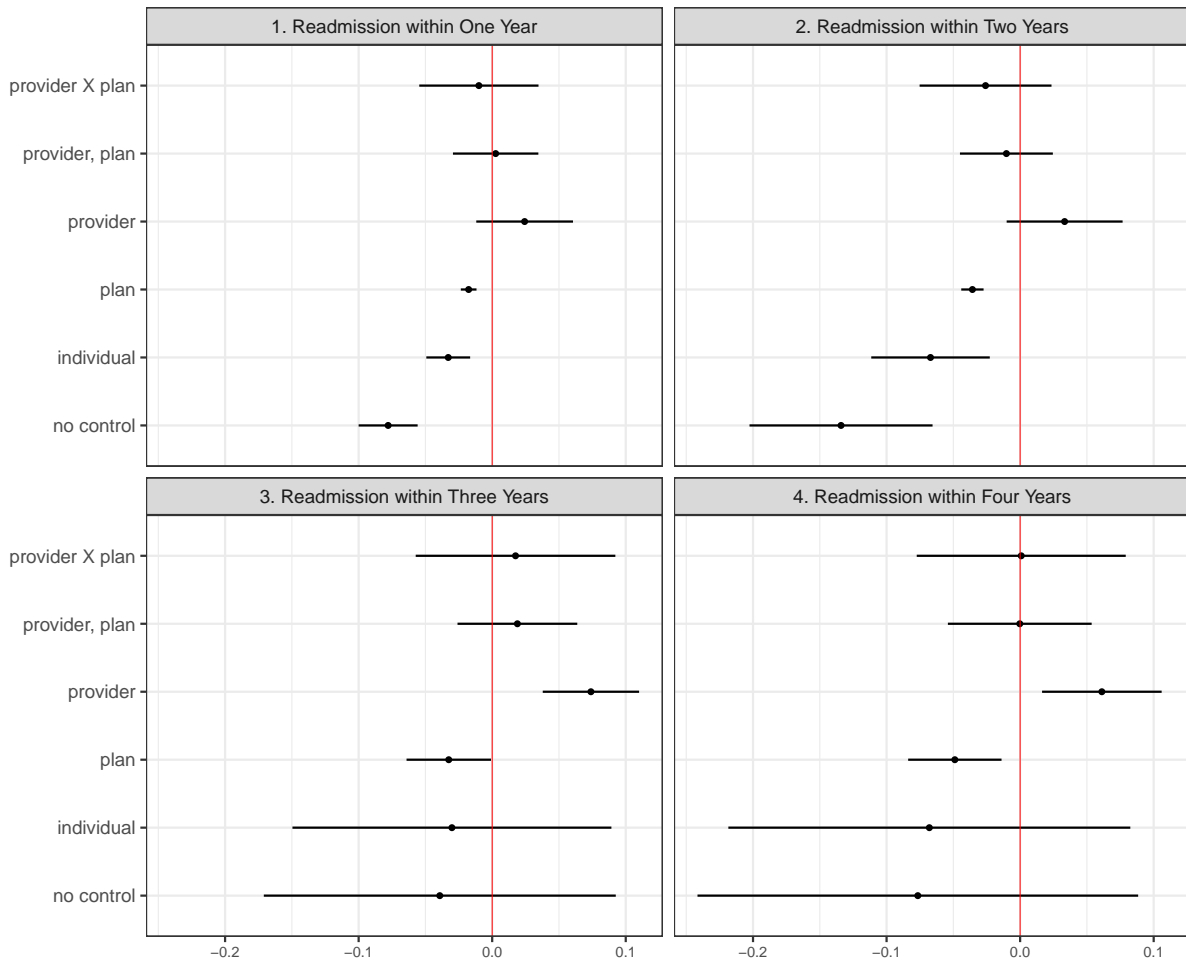 1. Readmission within One Year
2. Readmission within Two Years
provider X plan
provider, plan
provider
plan
individual
no control
3. Readmission within Three Years
4. Readmission within Four Years
provider X plan
provider, plan
provider
plan
individual
no control
−0.2
−0.1
0.0
0.1
−0.2
−0.1
0.0
0.1